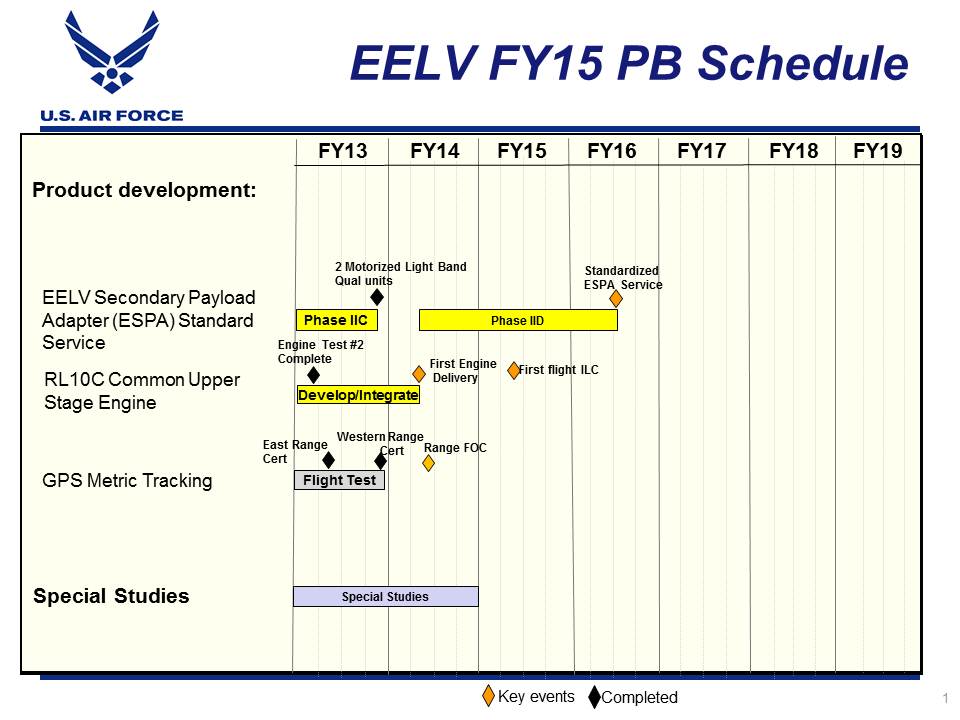 EELV FY15 PB Schedule
U.S. AIR FORCE
FY13 FY14 FY15 FY16 FY17 FY18 FY19
Product development:
2 Motorized Light Band
Qual units
Standardized
ESPA Service
EELV Secondary Payload
Adapter (ESPA) Standard
Service
Phase IIC
Phase IID
Engine Test #2
Complete
First Engine
Delivery
First flight ILC
RL10C Common Upper
Stage Engine
Develop/Integrate
East Range
Cert
Western Range
Cert
Range FOC
GPS Metric Tracking
Flight Test
Special Studies
Special Studies
Key events
Completed
1